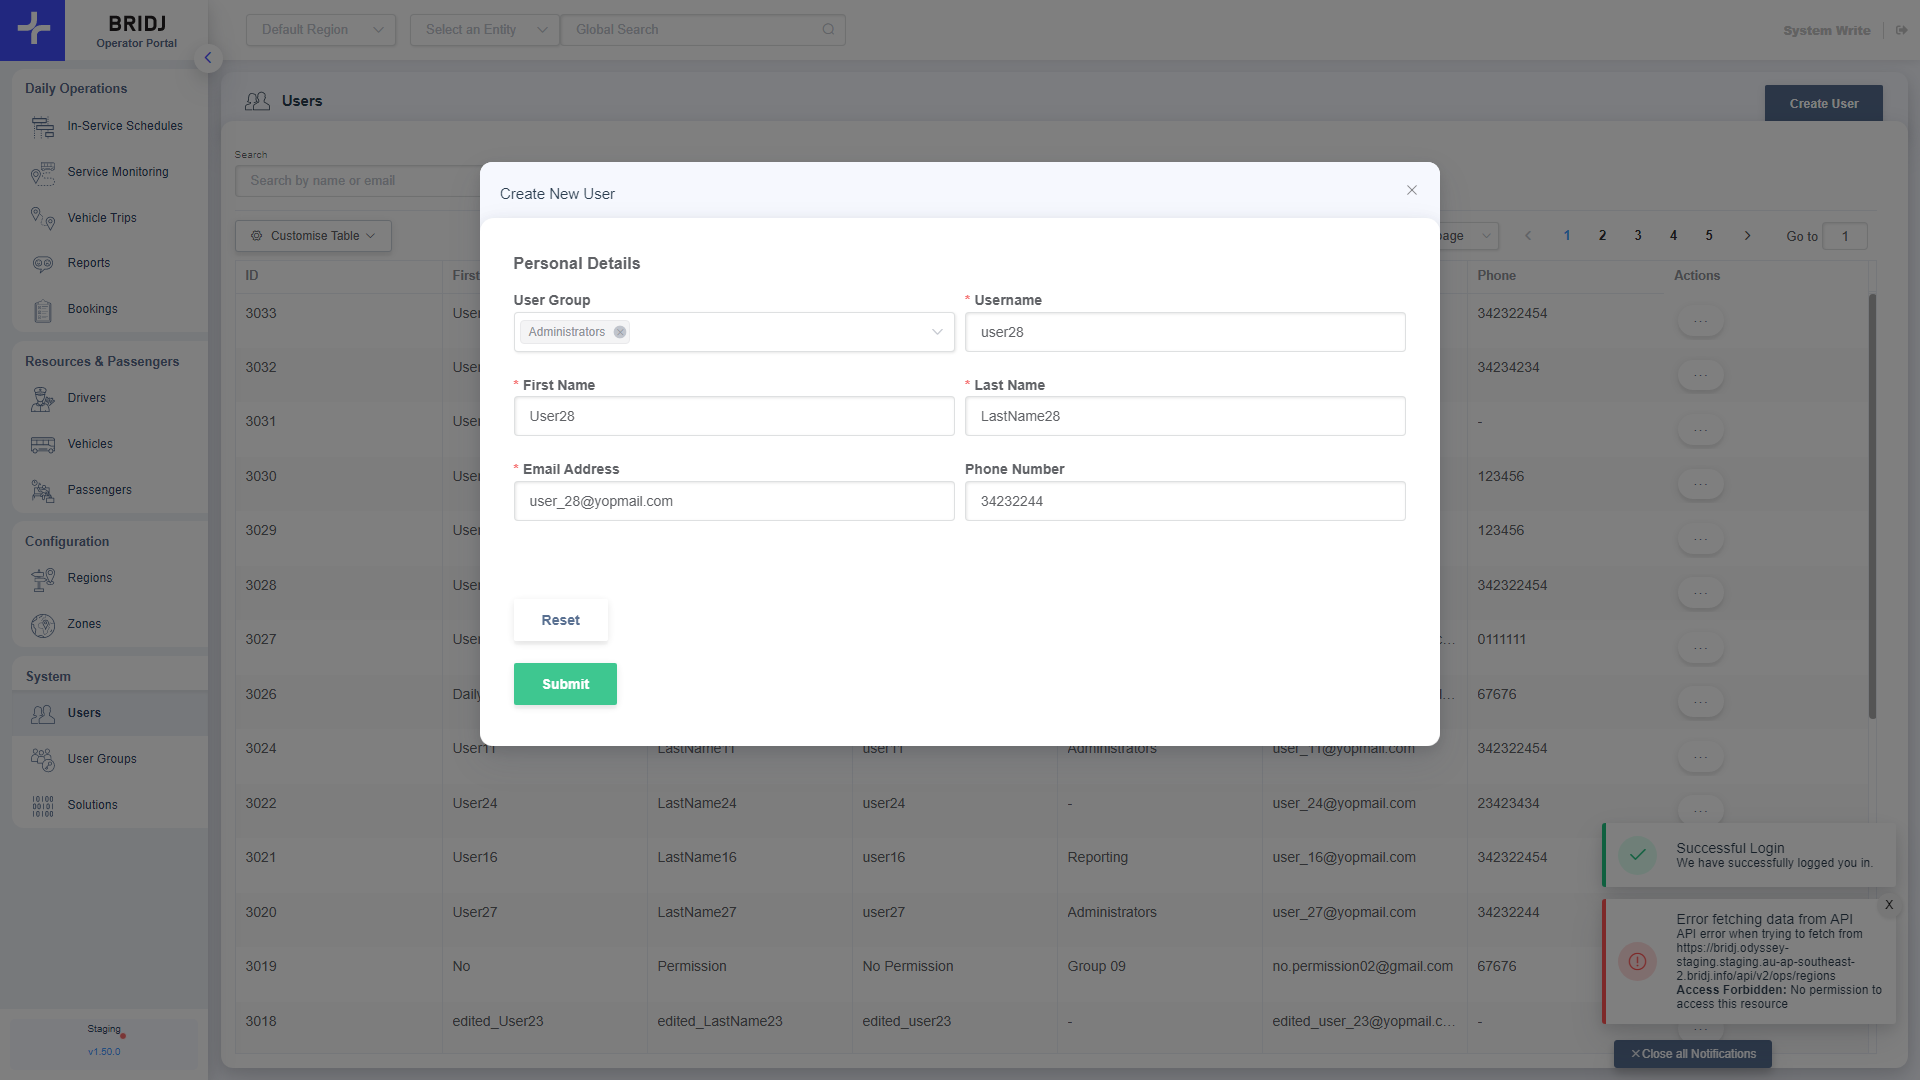 BRIDJ
Operator Portal
Default Region
Select an Entity
Global Search
System Write
Daily Operations
In-Service Schedules
Service Monitoring
Vehicle Trips
Reports
Bookings
Resources & Passengers
Drivers
Vehicles
Passengers
Configuration
Regions
Zones
System
Users
User Groups
Solutions
Staging
v1.50.0
Users
Create User
Search
Search by name or email
Customise Table
1 2 3 4 5
Go to 1
ID First Phone Actions
3033 User 342322454 ...
3032 User 34234234 ...
3031 User - ...
3030 User 123456 ...
3029 User 123456 ...
3028 User 342322454 ...
3027 User 0111111 ...
3026 Daily 67676 ...
3024 User11 LastName11 user11 Administrators user_11@yopmail.com 342322454 ...
3022 User24 LastName24 user24 - user_24@yopmail.com 23423434 ...
3021 User16 LastName16 user16 Reporting user_16@yopmail.com 342322454
3020 User27 LastName27 user27 Administrators user_27@yopmail.com 34232244
3019 No Permission No Permission Group 09 no.permission02@gmail.com 67676
3018 edited_User23 edited_LastName23 edited_user23 - edited_user_23@yopmail.c... - ...
Create New User
Personal Details
User Group
Administrators
* Username
user28
* First Name
User28
* Last Name
LastName28
* Email Address
user_28@yopmail.com
Phone Number
34232244
Reset
Submit
Successful Login
We have successfully logged you in.
X
Error fetching data from API
API error when trying to fetch from
https://bridj.odyssey-
staging.staging.au-ap-southeast-
2.bridj.info/api/v2/ops/regions
Access Forbidden: No permission to
access this resource
Close all Notifications